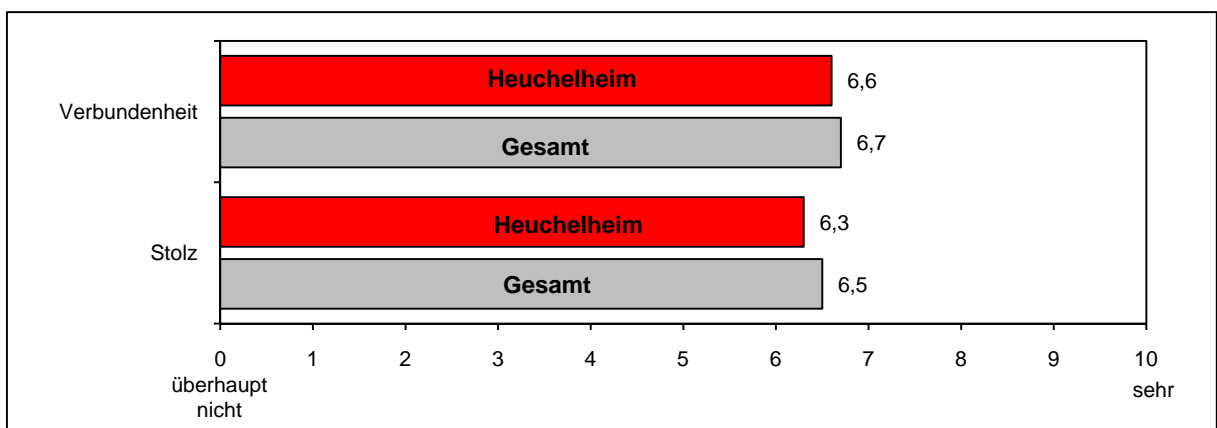 Heuchelheim
6,6
Verbundenheit
Gesamt
6,7
Heuchelheim
6,3
Stolz
Gesamt
6,5
0 1 2 3 4 5 6 7 8 9 10
überhaupt
nicht
sehr